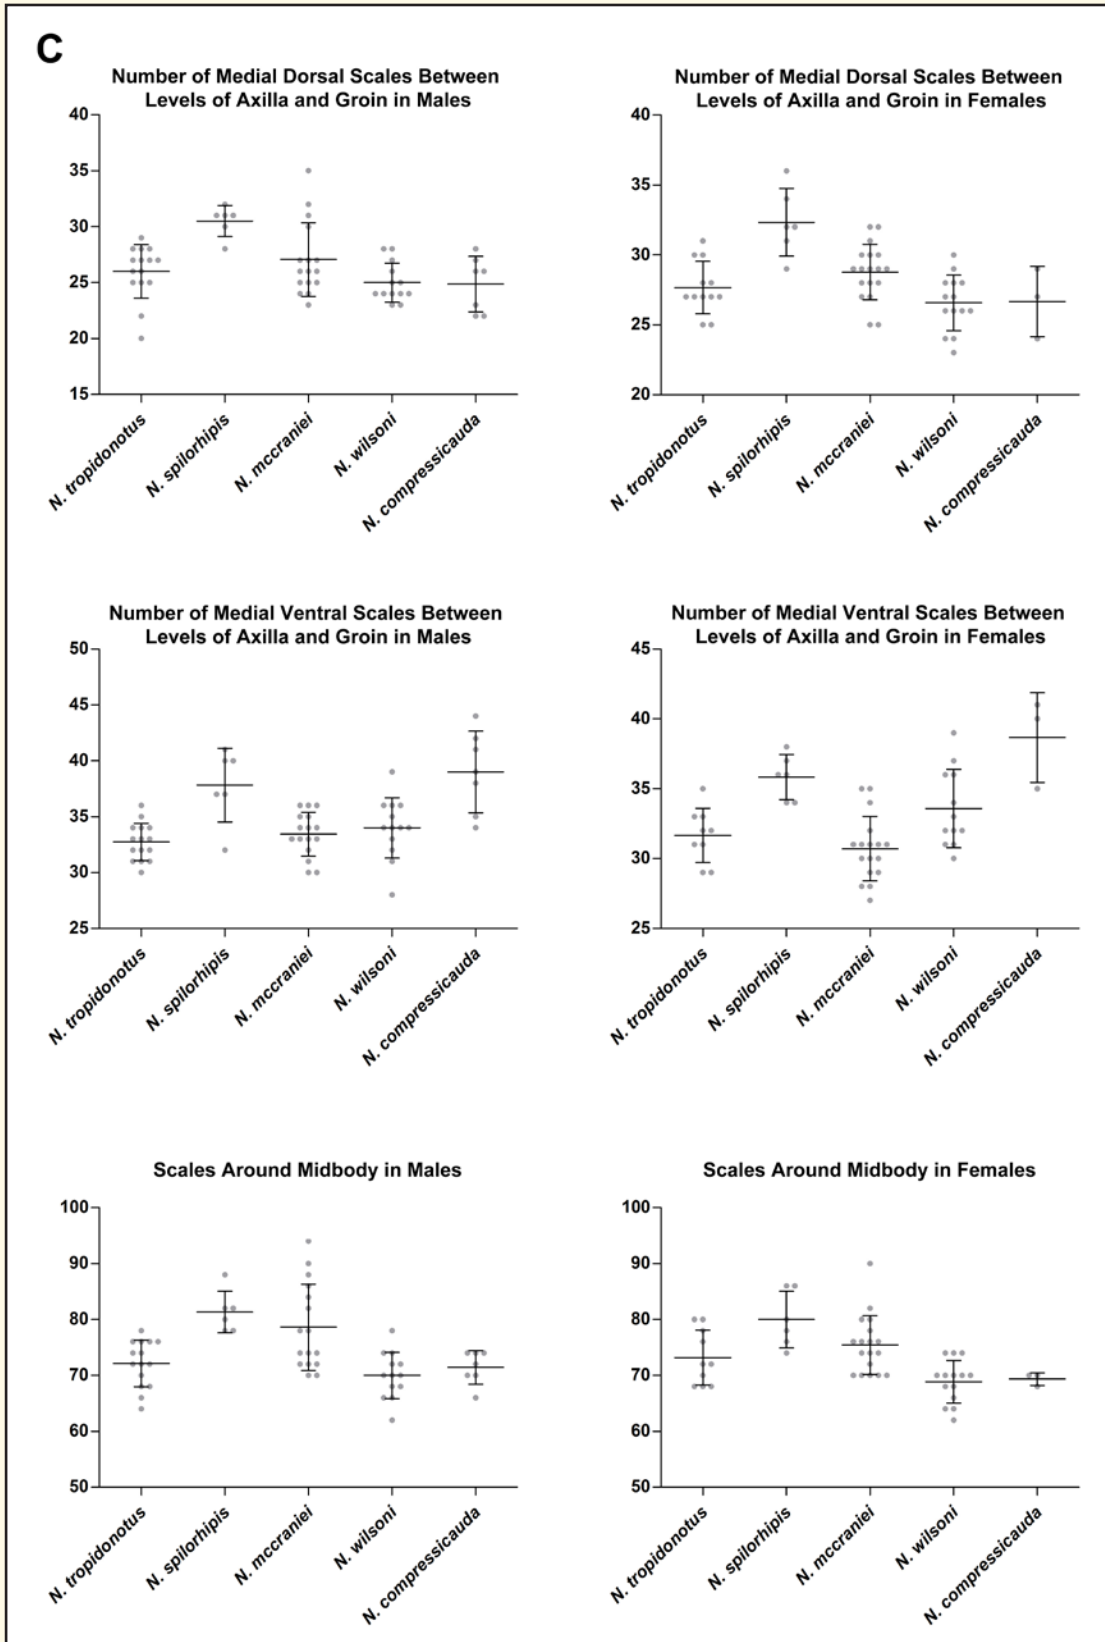 C
Number of Medial Dorsal Scales Between
Levels of Axilla and Groin in Males
40
35
30
25
20
15
N. tropidonotus
N. spilorhipis
N. mccraniei
N. wilsoni
N. compressicauda
Number of Medial Dorsal Scales Between
Levels of Axilla and Groin in Females
40
35
30
25
20
N. tropidonotus
N. spilorhipis
N. mccraniei
N. wilsoni
N. compressicauda
Number of Medial Ventral Scales Between
Levels of Axilla and Groin in Males
50
45
40
35
30
25
N. tropidonotus
N. spilorhipis
N. mccraniei
N. wilsoni
N. compressicauda
Number of Medial Ventral Scales Between
Levels of Axilla and Groin in Females
45
40
35
30
25
N. tropidonotus
N. spilorhipis
N. mccraniei
N. wilsoni
N. compressicauda
Scales Around Midbody in Males
100
90
80
70
60
50
N. tropidonotus
N. spilorhipis
N. mccraniei
N. wilsoni
N. compressicauda
Scales Around Midbody in Females
100
90
80
70
60
50
N. tropidonotus
N. spilorhipis
N. mccraniei
N. wilsoni
N. compressicauda